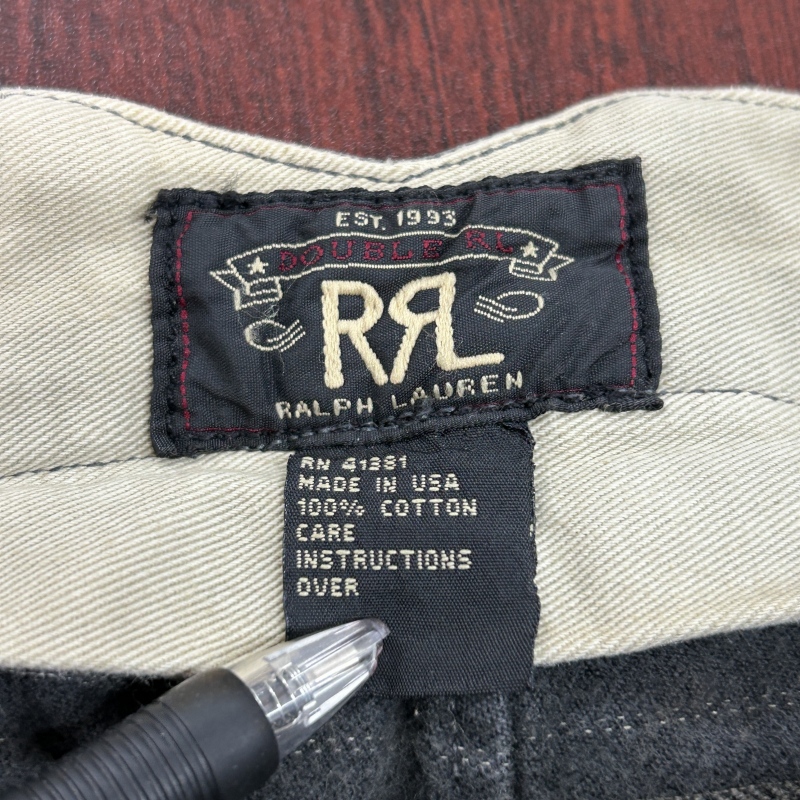 EST. 1993
DOUBLE RL
RRL
RALPH LAUREN
RN 41381
MADE IN USA
100% COTTON
CARE
INSTRUCTIONS
OVER